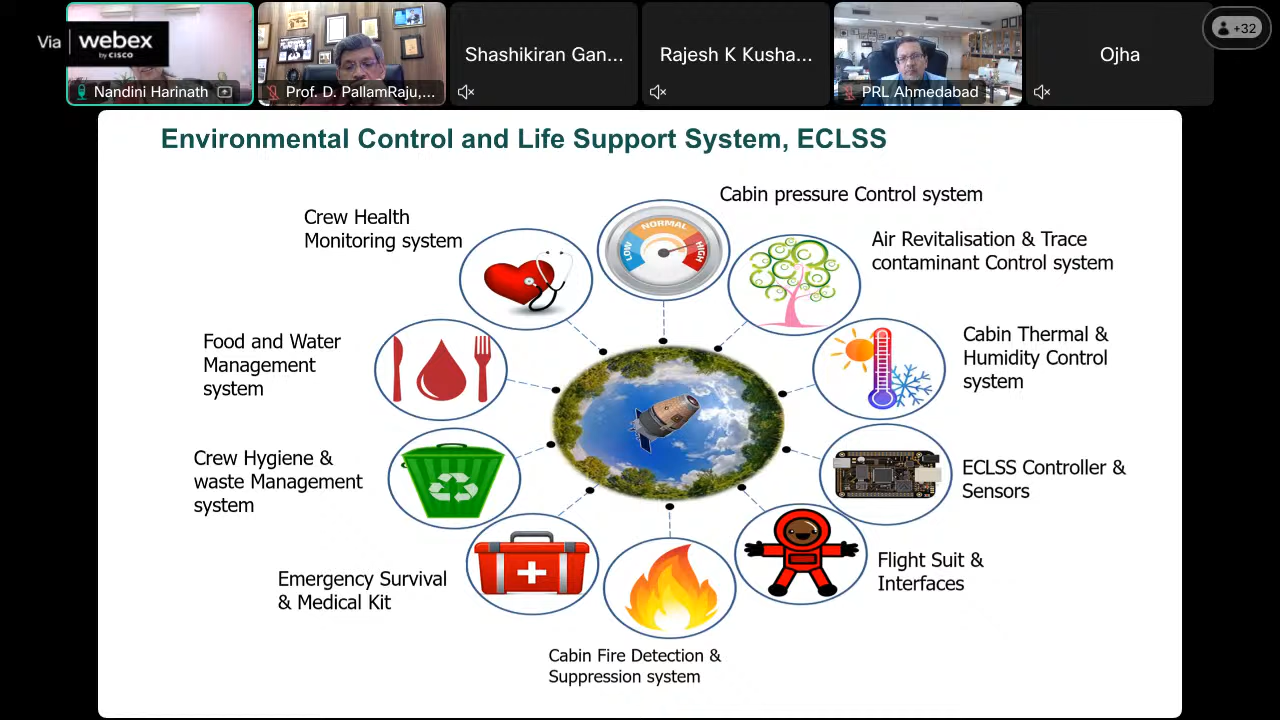 Via webex
by CISCO
Nandini Harinath
Prof. D. PallamRaju,...
Shashikiran Gan...
Rajesh K Kusha...
PRL Ahmedabad
Ojha
+32
Environmental Control and Life Support System, ECLSS
Cabin pressure Control system
Crew Health
Monitoring system
LOW
NORMAL
HIGH
Air Revitalisation & Trace
contaminant Control system
Food and Water
Management
system
Cabin Thermal &
Humidity Control
system
Crew Hygiene &
waste Management
system
ECLSS Controller &
Sensors
Emergency Survival
& Medical Kit
Flight Suit &
Interfaces
Cabin Fire Detection &
Suppression system